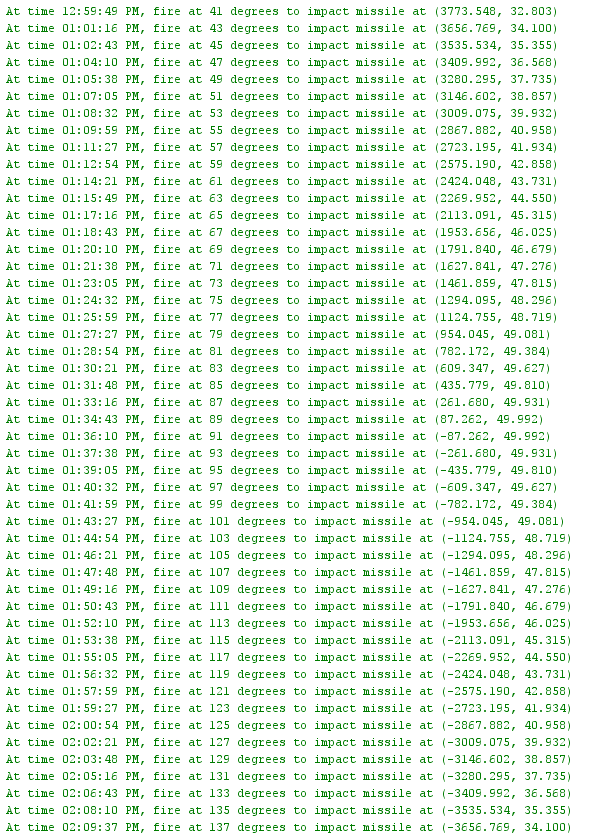 At time 12:59:49 PM, fire at 41 degrees to impact missile at (3773.548, 32.803)
At time 01:01:16 PM, fire at 43 degrees to impact missile at (3656.769, 34.100)
At time 01:02:43 PM, fire at 45 degrees to impact missile at (3535.534, 35.355)
At time 01:04:10 PM, fire at 47 degrees to impact missile at (3409.992, 36.568)
At time 01:05:38 PM, fire at 49 degrees to impact missile at (3280.295, 37.735)
At time 01:07:05 PM, fire at 51 degrees to impact missile at (3146.602, 38.857)
At time 01:08:32 PM, fire at 53 degrees to impact missile at (3009.075, 39.932)
At time 01:09:59 PM, fire at 55 degrees to impact missile at (2867.882, 40.958)
At time 01:11:27 PM, fire at 57 degrees to impact missile at (2723.195, 41.934)
At time 01:12:54 PM, fire at 59 degrees to impact missile at (2575.190, 42.858)
At time 01:14:21 PM, fire at 61 degrees to impact missile at (2424.048, 43.731)
At time 01:15:49 PM, fire at 63 degrees to impact missile at (2269.952, 44.550)
At time 01:17:16 PM, fire at 65 degrees to impact missile at (2113.091, 45.315)
At time 01:18:43 PM, fire at 67 degrees to impact missile at (1953.656, 46.025)
At time 01:20:10 PM, fire at 69 degrees to impact missile at (1791.840, 46.679)
At time 01:21:38 PM, fire at 71 degrees to impact missile at (1627.841, 47.276)
At time 01:23:05 PM, fire at 73 degrees to impact missile at (1461.859, 47.815)
At time 01:24:32 PM, fire at 75 degrees to impact missile at (1294.095, 48.296)
At time 01:25:59 PM, fire at 77 degrees to impact missile at (1124.755, 48.719)
At time 01:27:27 PM, fire at 79 degrees to impact missile at (954.045, 49.081)
At time 01:28:54 PM, fire at 81 degrees to impact missile at (782.172, 49.384)
At time 01:30:21 PM, fire at 83 degrees to impact missile at (609.347, 49.627)
At time 01:31:48 PM, fire at 85 degrees to impact missile at (435.779, 49.810)
At time 01:33:16 PM, fire at 87 degrees to impact missile at (261.680, 49.931)
At time 01:34:43 PM, fire at 89 degrees to impact missile at (87.262, 49.992)
At time 01:36:10 PM, fire at 91 degrees to impact missile at (-87.262, 49.992)
At time 01:37:38 PM, fire at 93 degrees to impact missile at (-261.680, 49.931)
At time 01:39:05 PM, fire at 95 degrees to impact missile at (-435.779, 49.810)
At time 01:40:32 PM, fire at 97 degrees to impact missile at (-609.347, 49.627)
At time 01:41:59 PM, fire at 99 degrees to impact missile at (-782.172, 49.384)
At time 01:43:27 PM, fire at 101 degrees to impact missile at (-954.045, 49.081)
At time 01:44:54 PM, fire at 103 degrees to impact missile at (-1124.755, 48.719)
At time 01:46:21 PM, fire at 105 degrees to impact missile at (-1294.095, 48.296)
At time 01:47:48 PM, fire at 107 degrees to impact missile at (-1461.859, 47.815)
At time 01:49:16 PM, fire at 109 degrees to impact missile at (-1627.841, 47.276)
At time 01:50:43 PM, fire at 111 degrees to impact missile at (-1791.840, 46.679)
At time 01:52:10 PM, fire at 113 degrees to impact missile at (-1953.656, 46.025)
At time 01:53:38 PM, fire at 115 degrees to impact missile at (-2113.091, 45.315)
At time 01:55:05 PM, fire at 117 degrees to impact missile at (-2269.952, 44.550)
At time 01:56:32 PM, fire at 119 degrees to impact missile at (-2424.048, 43.731)
At time 01:57:59 PM, fire at 121 degrees to impact missile at (-2575.190, 42.858)
At time 01:59:27 PM, fire at 123 degrees to impact missile at (-2723.195, 41.934)
At time 02:00:54 PM, fire at 125 degrees to impact missile at (-2867.882, 40.958)
At time 02:02:21 PM, fire at 127 degrees to impact missile at (-3009.075, 39.932)
At time 02:03:48 PM, fire at 129 degrees to impact missile at (-3146.602, 38.857)
At time 02:05:16 PM, fire at 131 degrees to impact missile at (-3280.295, 37.735)
At time 02:06:43 PM, fire at 133 degrees to impact missile at (-3409.992, 36.568)
At time 02:08:10 PM, fire at 135 degrees to impact missile at (-3535.534, 35.355)
At time 02:09:37 PM, fire at 137 degrees to impact missile at (-3656.769, 34.100)